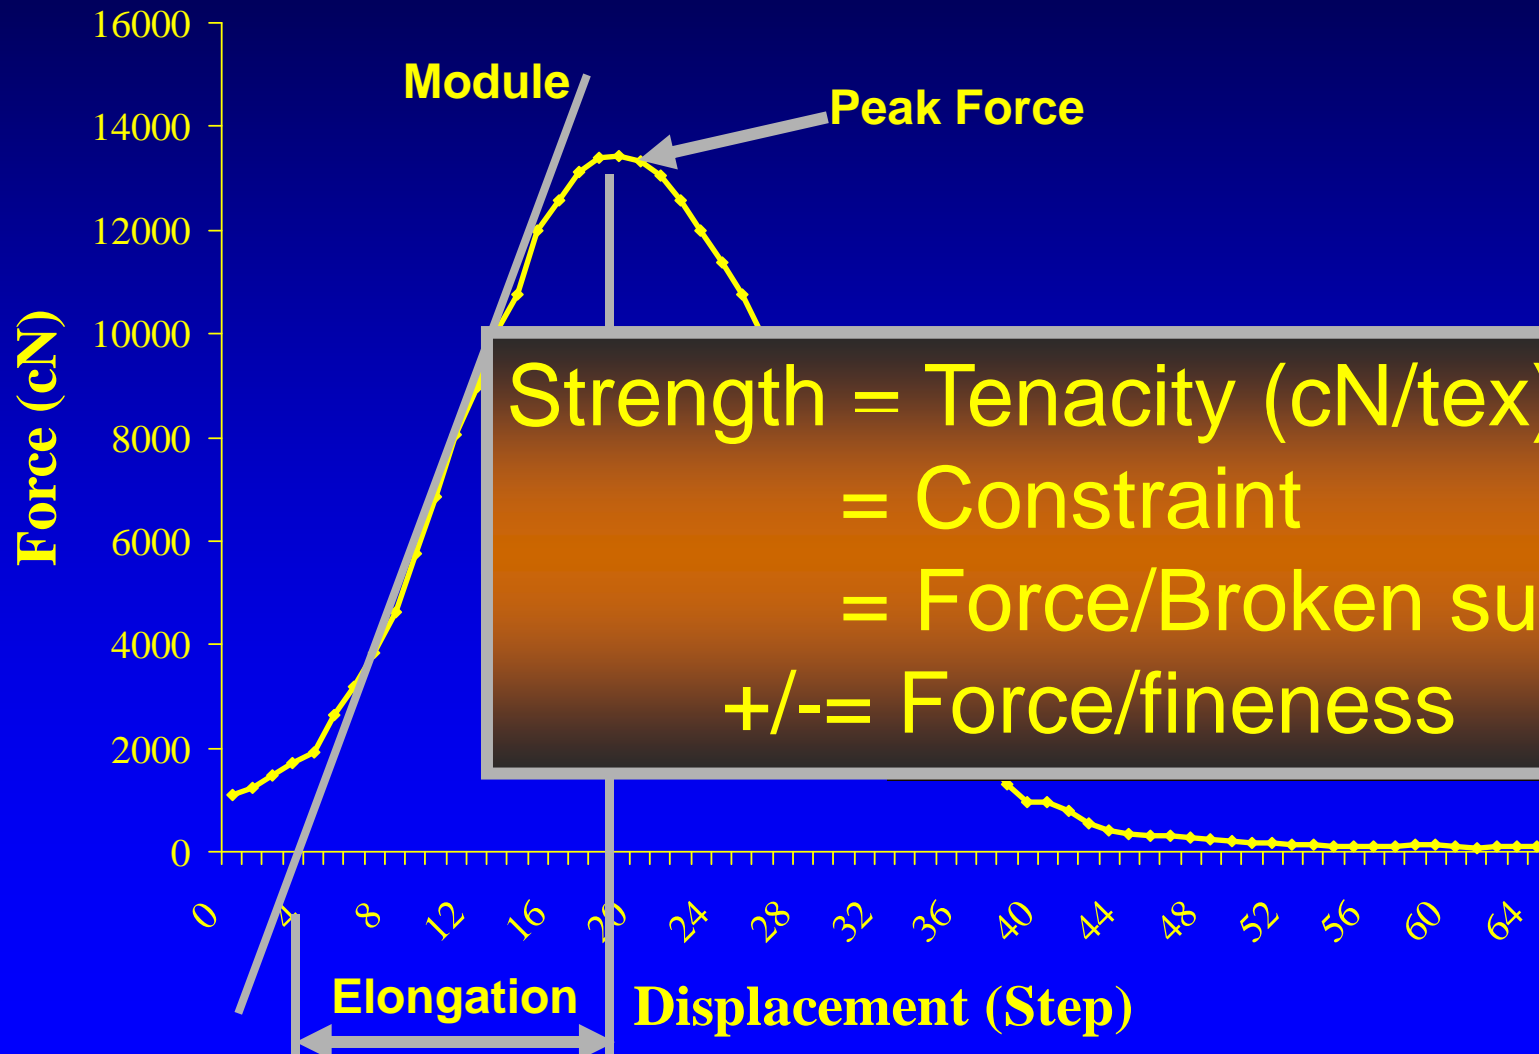 16000
14000
12000
10000
8000
6000
4000
2000
0
Force (cN)
Module
Peak Force
Strength = Tenacity (cN/tex)
= Constraint
= Force/Broken su
+/-= Force/fineness
0 4 8 12 16 20 24 28 32 36 40 44 48 52 56 60 64
Elongation
Displacement (Step)